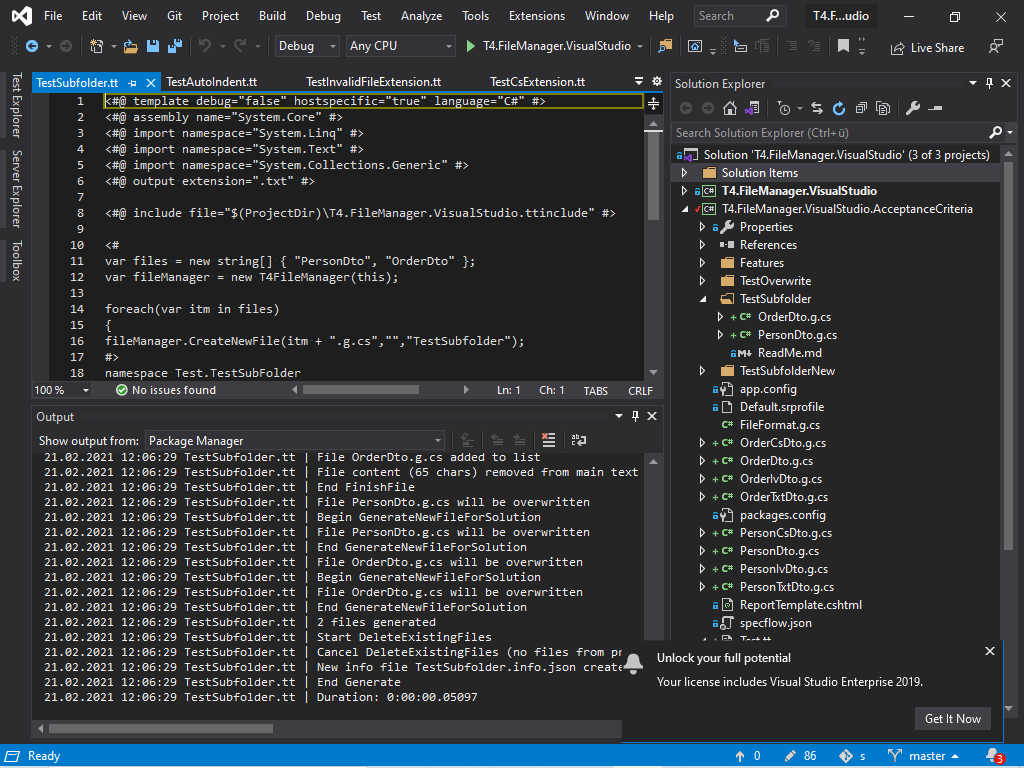 File Edit View Git Project Build Debug Test Analyze Tools Extensions Window Help Search T4.F...udio
Debug Any CPU T4.FileManager.VisualStudio Live Share
Test Explorer
Server Explorer
Toolbox
TestSubfolder.tt TestAutoIndent.tt TestInvalidFileExtension.tt TestCsExtension.tt
1 <#@ template debug="false" hostspecific="true" language="C#" #>
2 <#@ assembly name="System.Core" #>
3 <#@ import namespace="System.Linq" #>
4 <#@ import namespace="System.Text" #>
5 <#@ import namespace="System.Collections.Generic" #>
6 <#@ output extension=".txt" #>
7
8 <#@ include file="$(ProjectDir)\T4.FileManager.VisualStudio.ttinclude" #>
9
10 <#
11 var files = new string[] { "PersonDto", "OrderDto" };
12 var fileManager = new T4FileManager(this);
13
14 foreach(var itm in files)
15 {
16 fileManager.CreateNewFile(itm + ".g.cs","","TestSubfolder");
17 #>
18 namespace Test.TestSubFolder
100 % No issues found Ln: 1 Ch: 1 TABS CRLF
Output
Show output from: Package Manager
21.02.2021 12:06:29 TestSubfolder.tt | File OrderDto.g.cs added to list
21.02.2021 12:06:29 TestSubfolder.tt | File content (65 chars) removed from main text
21.02.2021 12:06:29 TestSubfolder.tt | End FinishFile
21.02.2021 12:06:29 TestSubfolder.tt | File PersonDto.g.cs will be overwritten
21.02.2021 12:06:29 TestSubfolder.tt | Begin GenerateNewFileForSolution
21.02.2021 12:06:29 TestSubfolder.tt | File PersonDto.g.cs will be overwritten
21.02.2021 12:06:29 TestSubfolder.tt | End GenerateNewFileForSolution
21.02.2021 12:06:29 TestSubfolder.tt | File OrderDto.g.cs will be overwritten
21.02.2021 12:06:29 TestSubfolder.tt | Begin GenerateNewFileForSolution
21.02.2021 12:06:29 TestSubfolder.tt | File OrderDto.g.cs will be overwritten
21.02.2021 12:06:29 TestSubfolder.tt | End GenerateNewFileForSolution
21.02.2021 12:06:29 TestSubfolder.tt | 2 files generated
21.02.2021 12:06:29 TestSubfolder.tt | Start DeleteExistingFiles
21.02.2021 12:06:29 TestSubfolder.tt | Cancel DeleteExistingFiles (no files from pr
21.02.2021 12:06:29 TestSubfolder.tt | New info file TestSubfolder.info.json create
21.02.2021 12:06:29 TestSubfolder.tt | End Generate
21.02.2021 12:06:29 TestSubfolder.tt | Duration: 0:00:00.05097
Solution Explorer
Search Solution Explorer (Ctrl+ü)
Solution 'T4.FileManager.VisualStudio' (3 of 3 projects)
Solution Items
C# T4.FileManager.VisualStudio
C# T4.FileManager.VisualStudio.AcceptanceCriteria
Properties
References
Features
TestOverwrite
TestSubfolder
+ C# OrderDto.g.cs
+ C# PersonDto.g.cs
M ReadMe.md
TestSubfolderNew
app.config
Default.srprofile
C# FileFormat.g.cs
+ C# OrderCsDto.g.cs
+ C# OrderDto.g.cs
+ C# OrderIvDto.g.cs
+ C# OrderTxtDto.g.cs
packages.config
+ C# PersonCsDto.g.cs
+ C# PersonDto.g.cs
+ C# PersonIvDto.g.cs
+ C# PersonTxtDto.g.cs
ReportTemplate.cshtml
specflow.json
Test.tt
Unlock your full potential
Your license includes Visual Studio Enterprise 2019.
Get It Now
Ready 0 86 s master 3